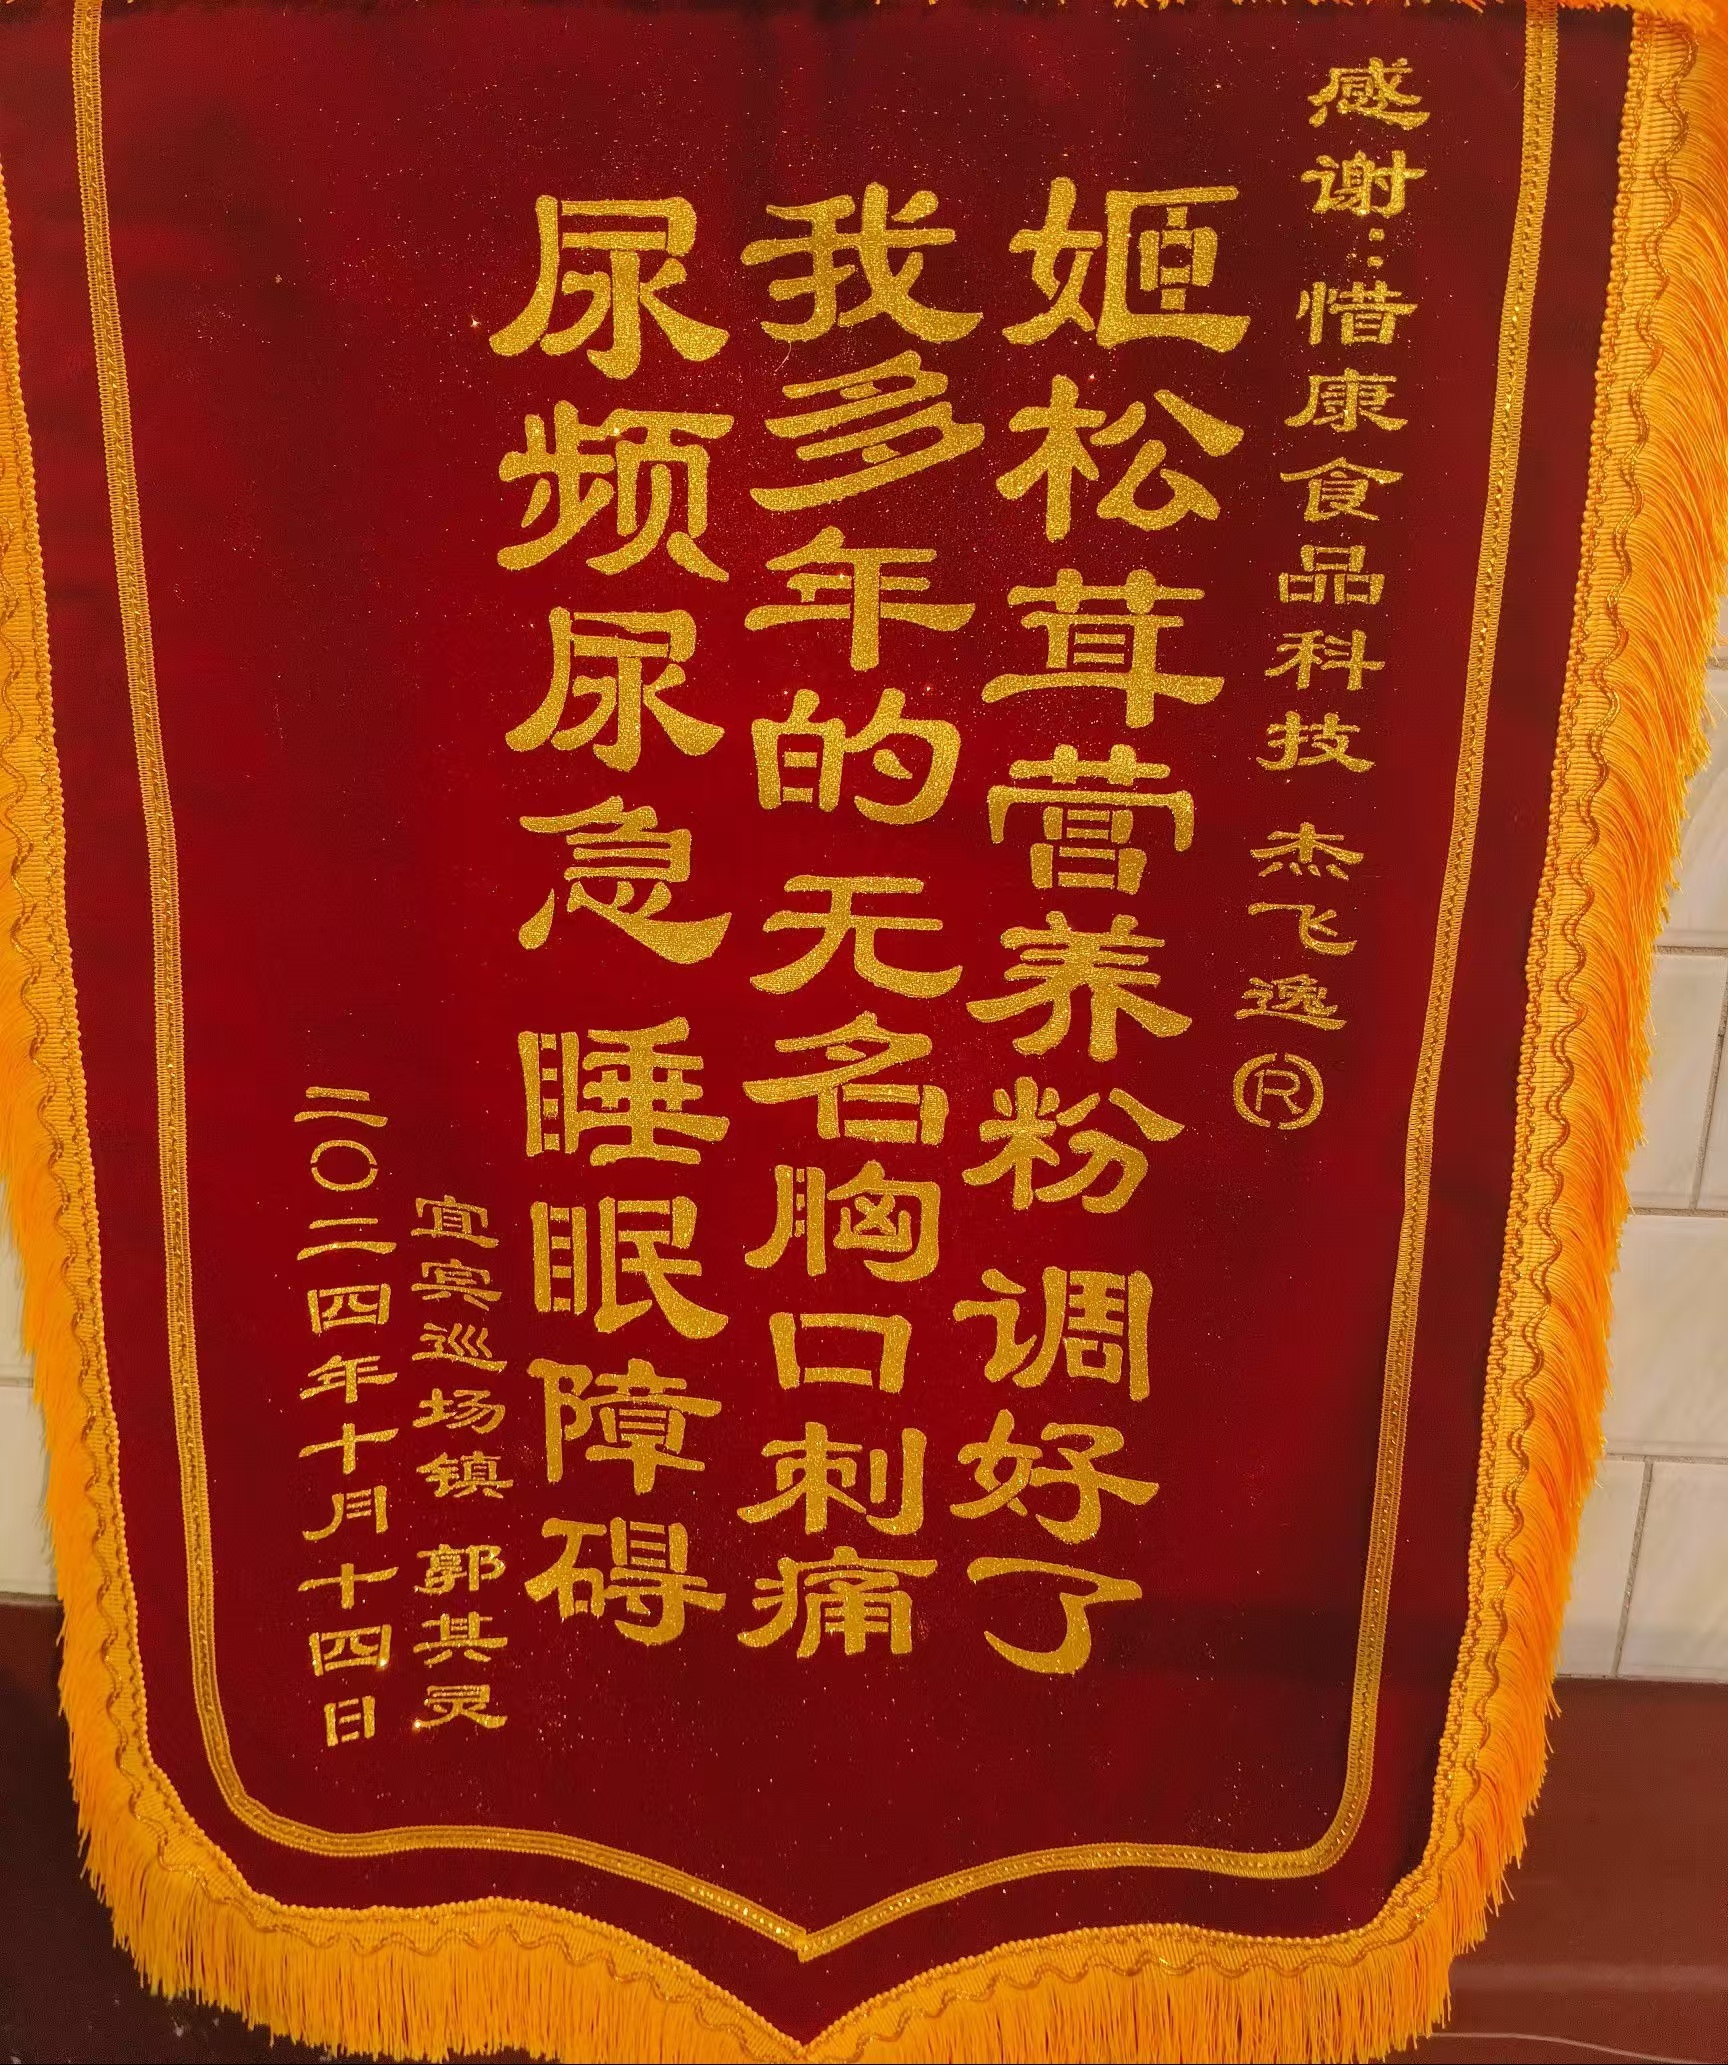 感谢：惜康食品科技 杰飞逸®
姬松茸营养粉 调好了
我多年的无名胸口刺痛
尿频尿急 睡眠障碍
宜宾巡场镇 郭其灵
二〇二四年十月十四日